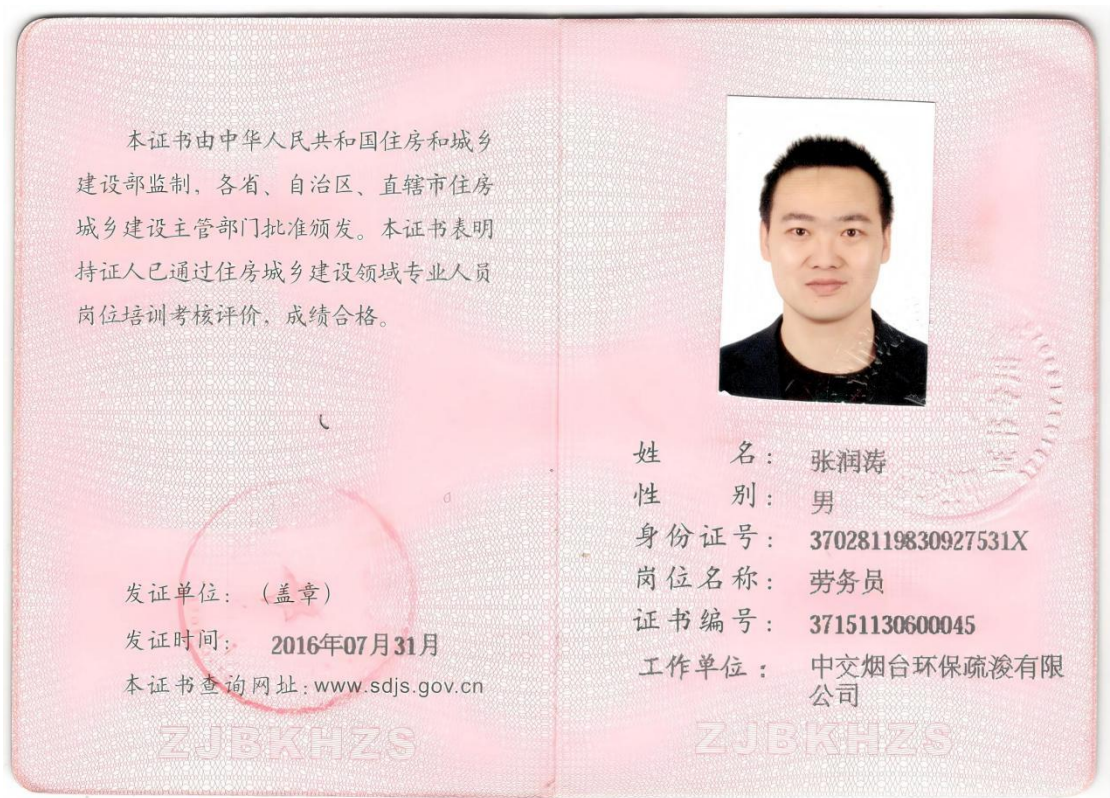 本证书由中华人民共和国住房和城乡
建设部监制，各省、自治区、直辖市住房
城乡建设主管部门批准颁发。本证书表明
持证人已通过住房城乡建设领域专业人员
岗位培训考核评价，成绩合格。
发证单位：（盖章）
发证时间：2016年07月31月
本证书查询网址：www.sdjs.gov.cn
ZJBKHZS
姓名：张润涛
性别：男
身份证号：37028119830927531X
岗位名称：劳务员
证书编号：37151130600045
工作单位：中交烟台环保疏浚有限
公司
ZJBKHZS